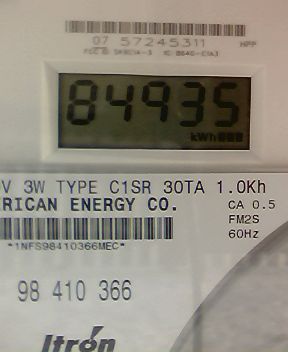 07 57245311 HPP
84935
kWh
V 3W TYPE C1SR 30TA 1.0Kh
RICAN ENERGY CO. CA 0.5
FM2S
*1NFS98410366MEC* 60Hz
98 410 366
Itron